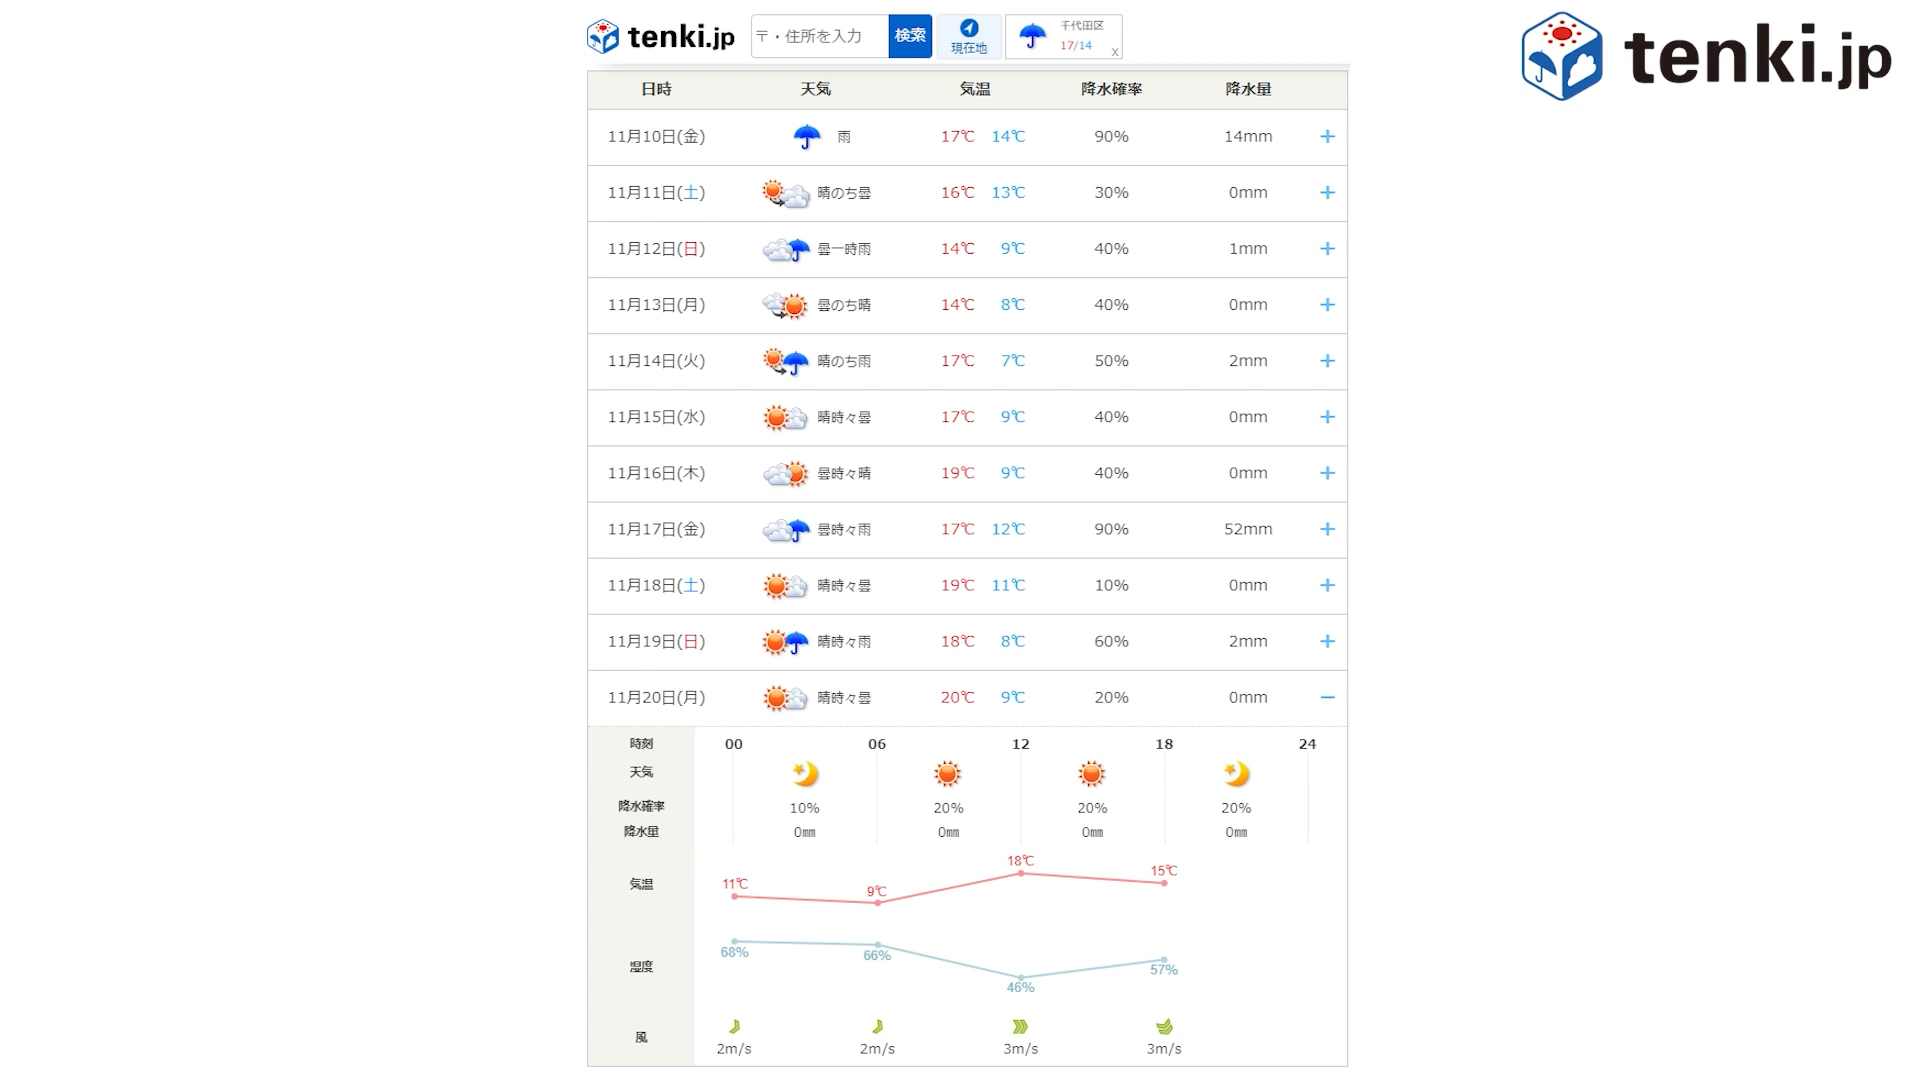 tenki.jp 〒・住所を入力 検索 現在地 千代田区 17/14 x
tenki.jp
日時 天気 気温 降水確率 降水量
11月10日(金) 雨 17℃ 14℃ 90% 14mm +
11月11日(土) 晴のち曇 16℃ 13℃ 30% 0mm +
11月12日(日) 曇一時雨 14℃ 9℃ 40% 1mm +
11月13日(月) 曇のち晴 14℃ 8℃ 40% 0mm +
11月14日(火) 晴のち雨 17℃ 7℃ 50% 2mm +
11月15日(水) 晴時々曇 17℃ 9℃ 40% 0mm +
11月16日(木) 曇時々晴 19℃ 9℃ 40% 0mm +
11月17日(金) 曇時々雨 17℃ 12℃ 90% 52mm +
11月18日(土) 晴時々曇 19℃ 11℃ 10% 0mm +
11月19日(日) 晴時々雨 18℃ 8℃ 60% 2mm +
11月20日(月) 晴時々曇 20℃ 9℃ 20% 0mm −
時刻 00 06 12 18 24
天気
降水確率 10% 20% 20% 20%
降水量 0㎜ 0㎜ 0㎜ 0㎜
気温 11℃ 9℃ 18℃ 15℃
湿度 68% 66% 46% 57%
風 2m/s 2m/s 3m/s 3m/s